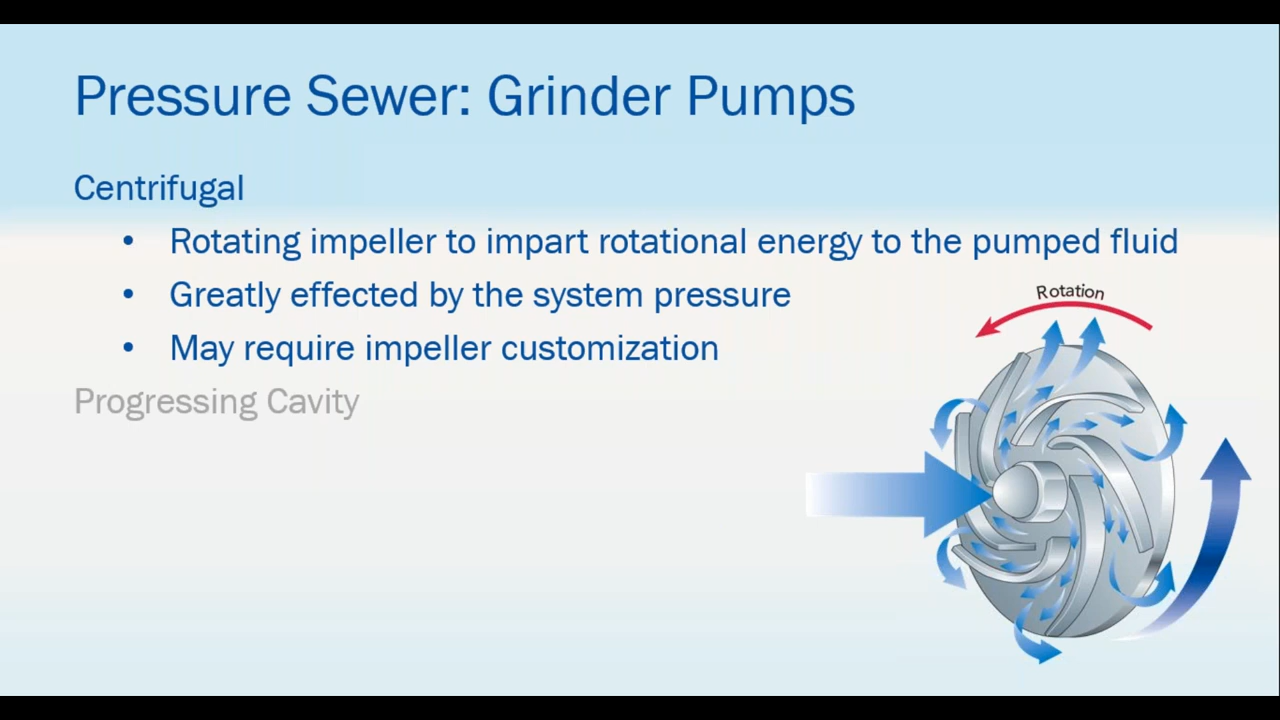 Pressure Sewer: Grinder Pumps
Centrifugal
• Rotating impeller to impart rotational energy to the pumped fluid
• Greatly effected by the system pressure
• May require impeller customization
Progressing Cavity
Rotation